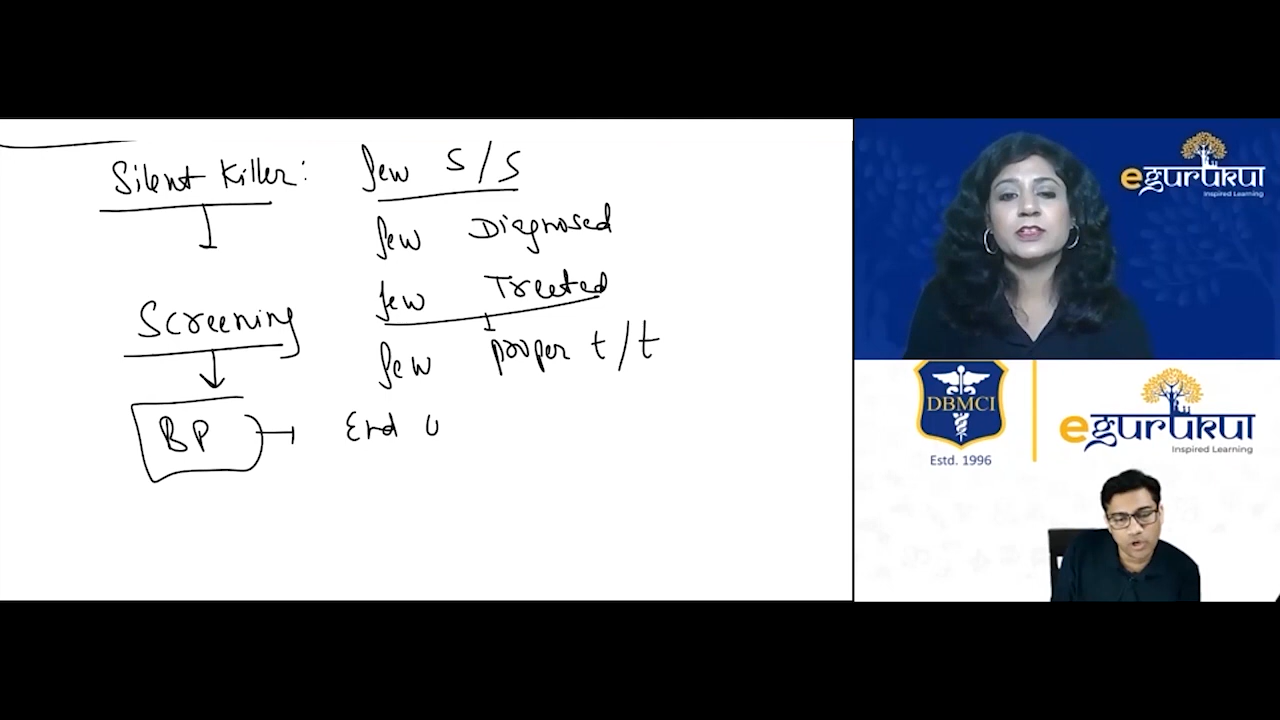 Silent Killer: few S/S
few Diagnosed
few Treated
Screening
few proper t/t
BP End
egurukul
Inspired Learning
DBMCI
Estd. 1996
egurukul
Inspired Learning